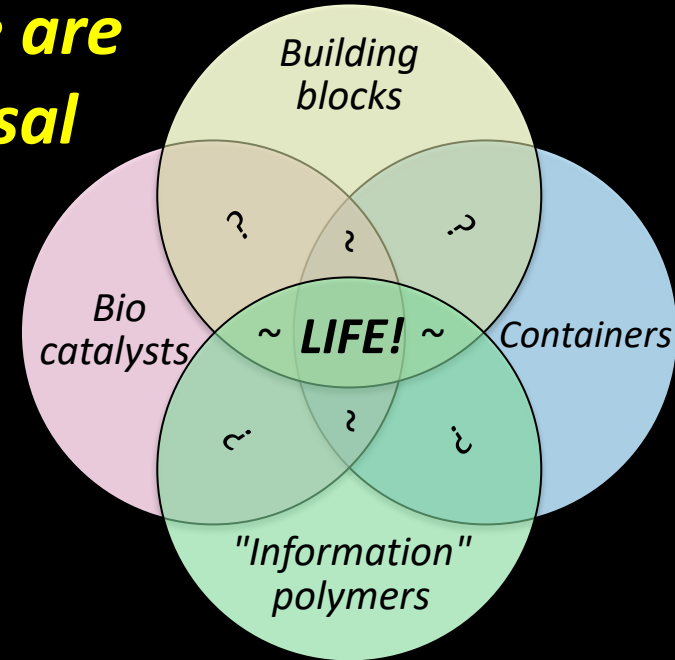 are
sal
Building
blocks
?
~
?
Bio
catalysts
~ LIFE! ~
Containers
?
~
?
"Information"
polymers